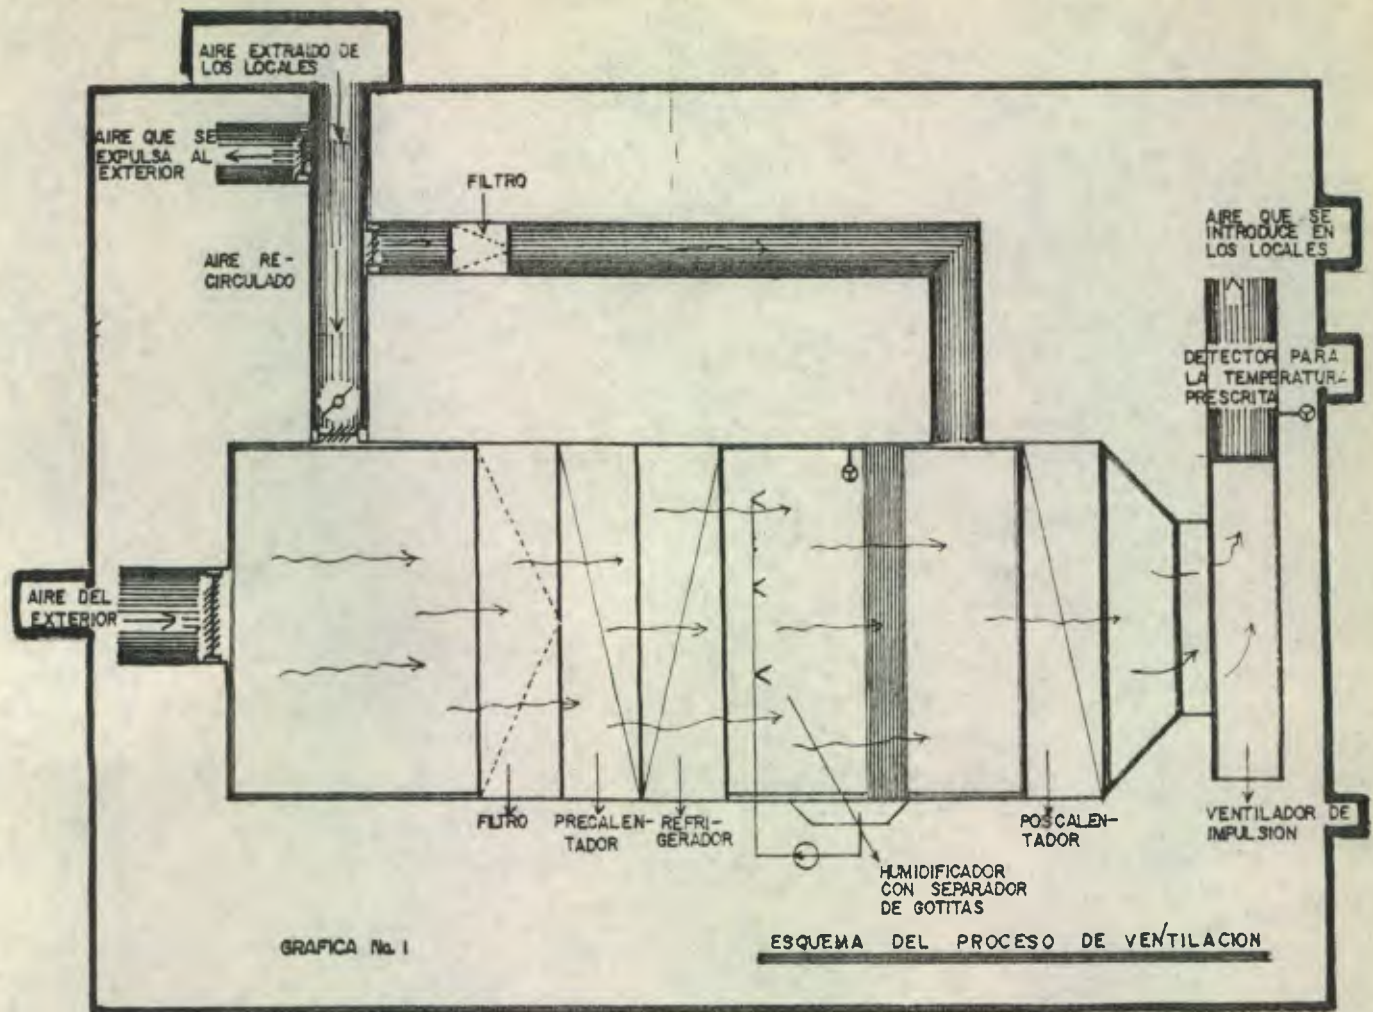 AIRE EXTRAIDO DE
LOS LOCALES
AIRE QUE SE
EXPULSA AL
EXTERIOR
FILTRO
AIRE RE-
CIRCULADO
AIRE QUE SE
INTRODUCE EN
LOS LOCALES
DETECTOR PARA
LA TEMPERATURA
PRESCRITA
AIRE DEL
EXTERIOR
FILTRO
PRECALEN-
TADOR
REFRI-
GERADOR
HUMIDIFICADOR
CON SEPARADOR
DE GOTITAS
POSCALEN-
TADOR
VENTILADOR DE
IMPULSION
GRAFICA No. 1
ESQUEMA DEL PROCESO DE VENTILACION